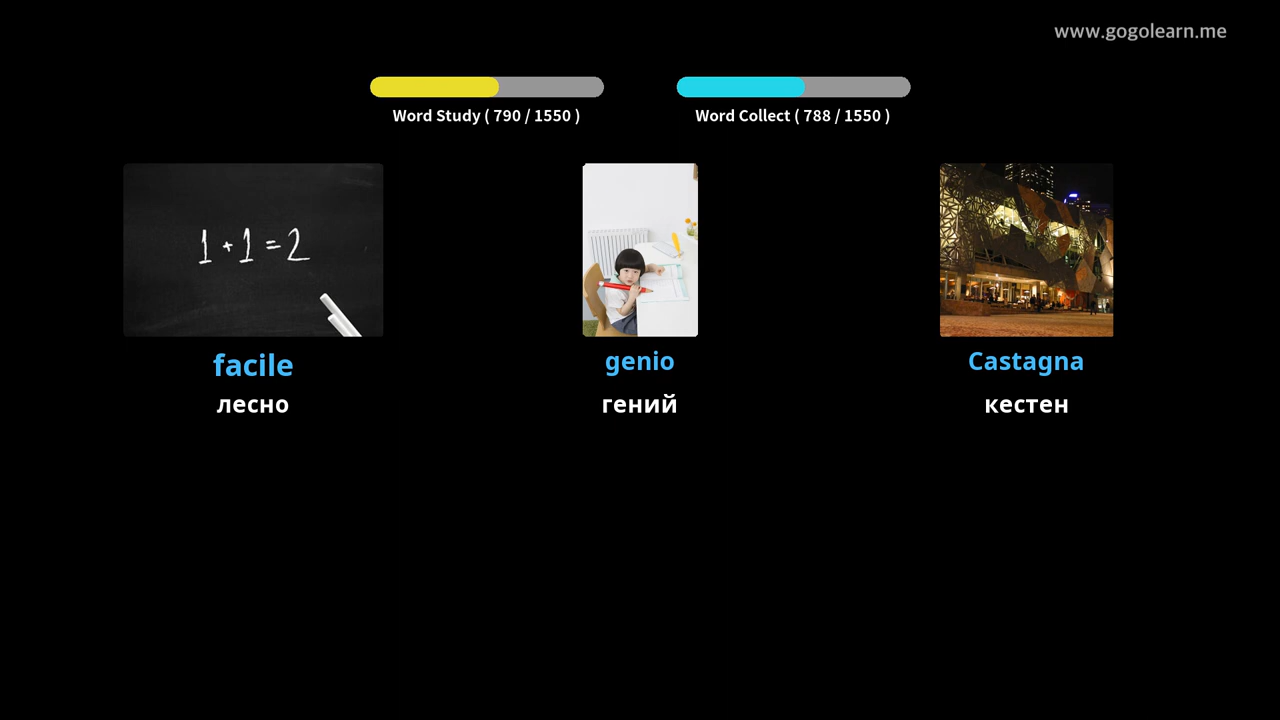 www.gogolearn.me
Word Study ( 790 / 1550 )
Word Collect ( 788 / 1550 )
1 + 1 = 2
facile
genio
Castagna
лесно
гений
кестен